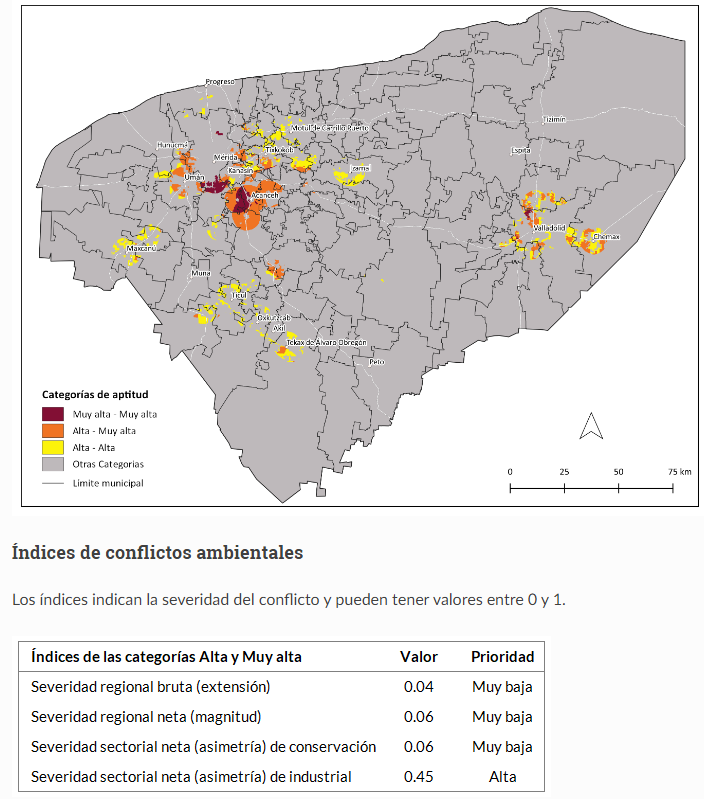 Progreso
Motul de Carrillo Puerto
Tizimín
Hunucmá
Tixkokob
Espita
Mérida
Kanasín
Izamal
Umán
Acanceh
Valladolid
Chemax
Maxcanú
Muna
Ticul
Oxkutzcab
Akil
Tekax de Álvaro Obregón
Peto
Categorías de aptitud
Muy alta - Muy alta
Alta - Muy alta
Alta - Alta
Otras Categorias
Límite municipal
0 25 50 75 km
Índices de conflictos ambientales
Los índices indican la severidad del conflicto y pueden tener valores entre 0 y 1.
Índices de las categorías Alta y Muy alta Valor Prioridad
Severidad regional bruta (extensión) 0.04 Muy baja
Severidad regional neta (magnitud) 0.06 Muy baja
Severidad sectorial neta (asimetría) de conservación 0.06 Muy baja
Severidad sectorial neta (asimetría) de industrial 0.45 Alta